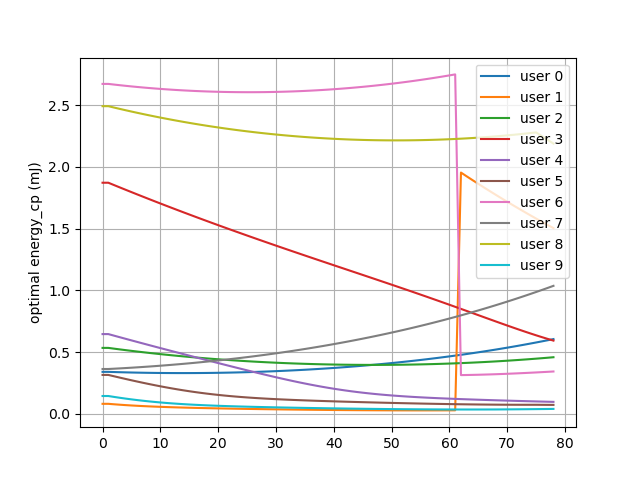 optimal energy_cp (mJ)
2.5
2.0
1.5
1.0
0.5
0.0
0 10 20 30 40 50 60 70 80
user 0
user 1
user 2
user 3
user 4
user 5
user 6
user 7
user 8
user 9